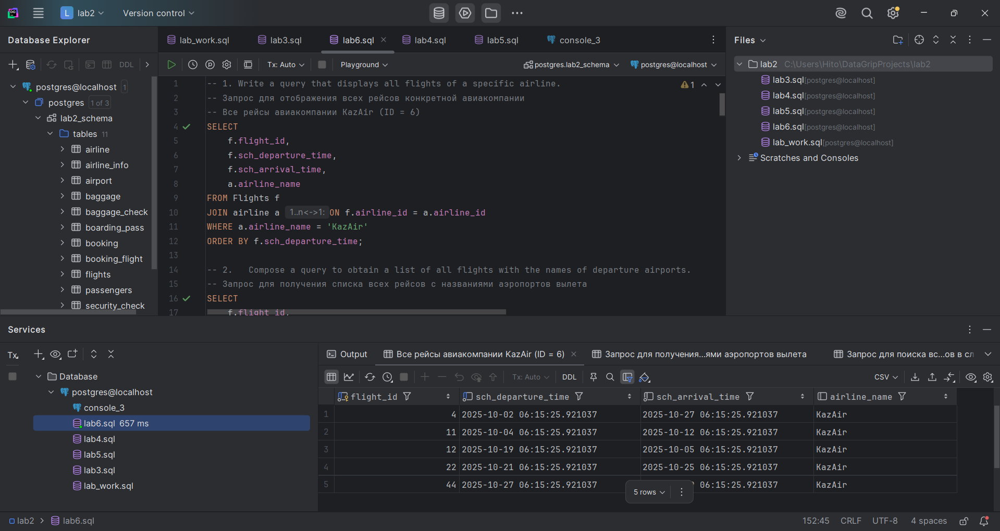 L lab2 Version control
Database Explorer
lab_work.sql lab3.sql lab6.sql lab4.sql lab5.sql console_3
Files
DDL
Tx: Auto Playground postgres.lab2_schema postgres@localhost
lab2 C:\Users\Hito\DataGripProjects\lab2
lab3.sql [postgres@localhost]
lab4.sql [postgres@localhost]
lab5.sql [postgres@localhost]
lab6.sql [postgres@localhost]
lab_work.sql [postgres@localhost]
Scratches and Consoles
postgres@localhost 1
postgres 1 of 3
lab2_schema
tables 11
airline
airline_info
airport
baggage
baggage_check
boarding_pass
booking
booking_flight
flights
passengers
security_check
1 -- 1. Write a query that displays all flights of a specific airline.
1
2 -- Запрос для отображения всех рейсов конкретной авиакомпании
3 -- Все рейсы авиакомпании KazAir (ID = 6)
4 SELECT
5 f.flight_id,
6 f.sch_departure_time,
7 f.sch_arrival_time,
8 a.airline_name
9 FROM Flights f
10 JOIN airline a 1..n<->1: ON f.airline_id = a.airline_id
11 WHERE a.airline_name = 'KazAir'
12 ORDER BY f.sch_departure_time;
13
14 -- 2. Compose a query to obtain a list of all flights with the names of departure airports.
15 -- Запрос для получения списка всех рейсов с названиями аэропортов вылета
16 SELECT
17 f.flight_id,
Services
Tx
Database
postgres@localhost
console_3
lab6.sql 657 ms
lab4.sql
lab5.sql
lab3.sql
lab_work.sql
Output Все рейсы авиакомпании KazAir (ID = 6) Запрос для получения...ями аэропортов вылета Запрос для поиска вс...ов в сл
Tx: Auto DDL CSV
flight_id sch_departure_time sch_arrival_time airline_name
1 4 2025-10-02 06:15:25.921037 2025-10-27 06:15:25.921037 KazAir
2 11 2025-10-04 06:15:25.921037 2025-10-12 06:15:25.921037 KazAir
3 12 2025-10-19 06:15:25.921037 2025-10-05 06:15:25.921037 KazAir
4 22 2025-10-21 06:15:25.921037 2025-10-25 06:15:25.921037 KazAir
5 44 2025-10-27 06:15:25.921037 06:15:25.921037 KazAir
5 rows
lab2 > lab6.sql
152:45 CRLF UTF-8 4 spaces